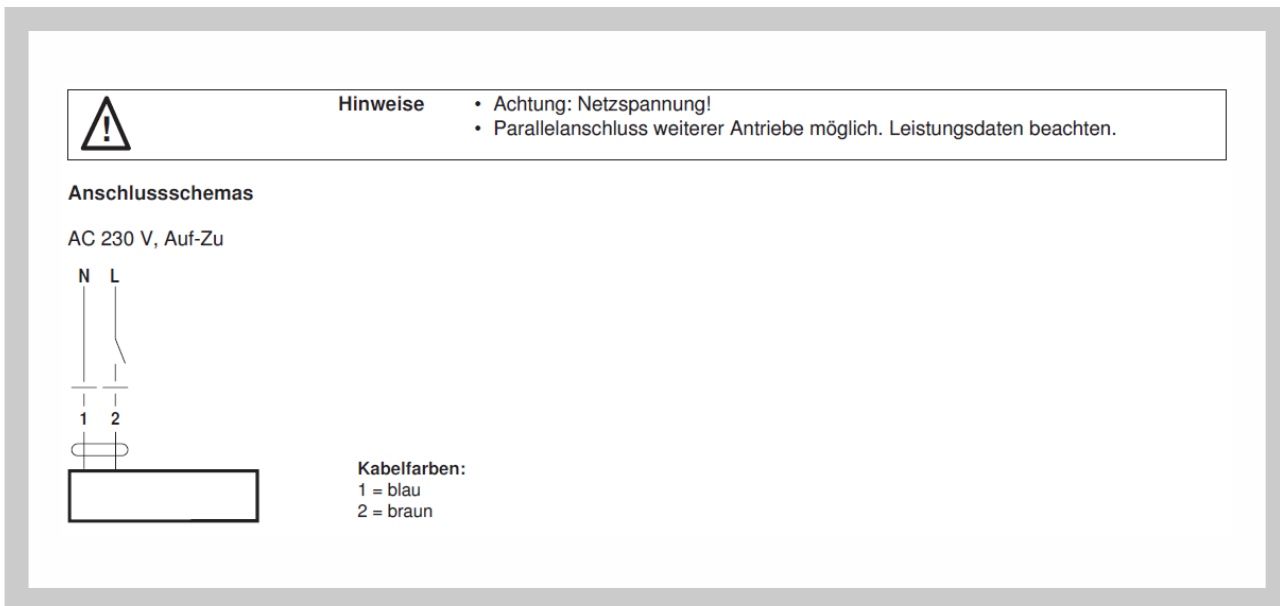 Hinweise
• Achtung: Netzspannung!
• Parallelanschluss weiterer Antriebe möglich. Leistungsdaten beachten.
Anschlussschemas
AC 230 V, Auf-Zu
N L
1 2
Kabelfarben:
1 = blau
2 = braun